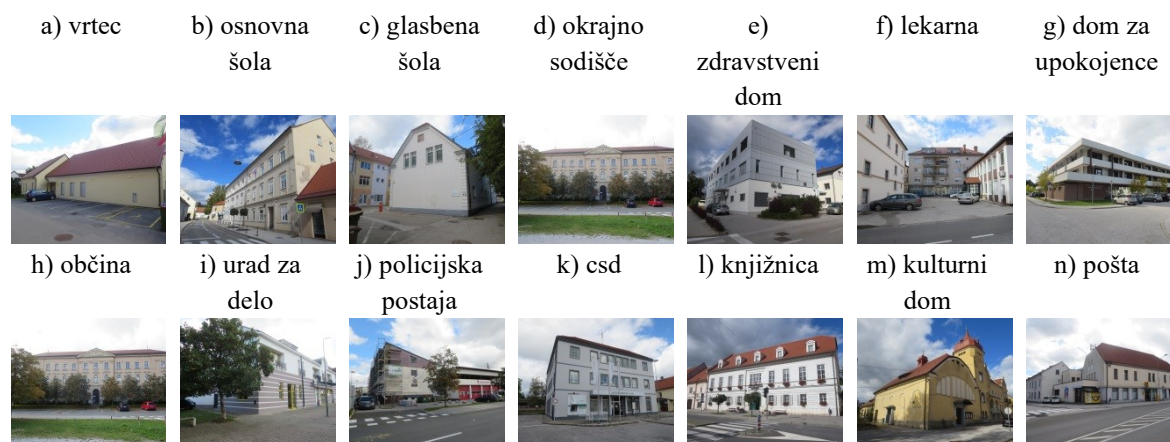 a) vrtec
b) osnovna
šola
c) glasbena
šola
d) okrajno
sodišče
e)
zdravstveni
dom
f) lekarna
g) dom za
upokojence
h) občina
i) urad za
delo
j) policijska
postaja
k) csd
l) knjižnica
m) kulturni
dom
n) pošta